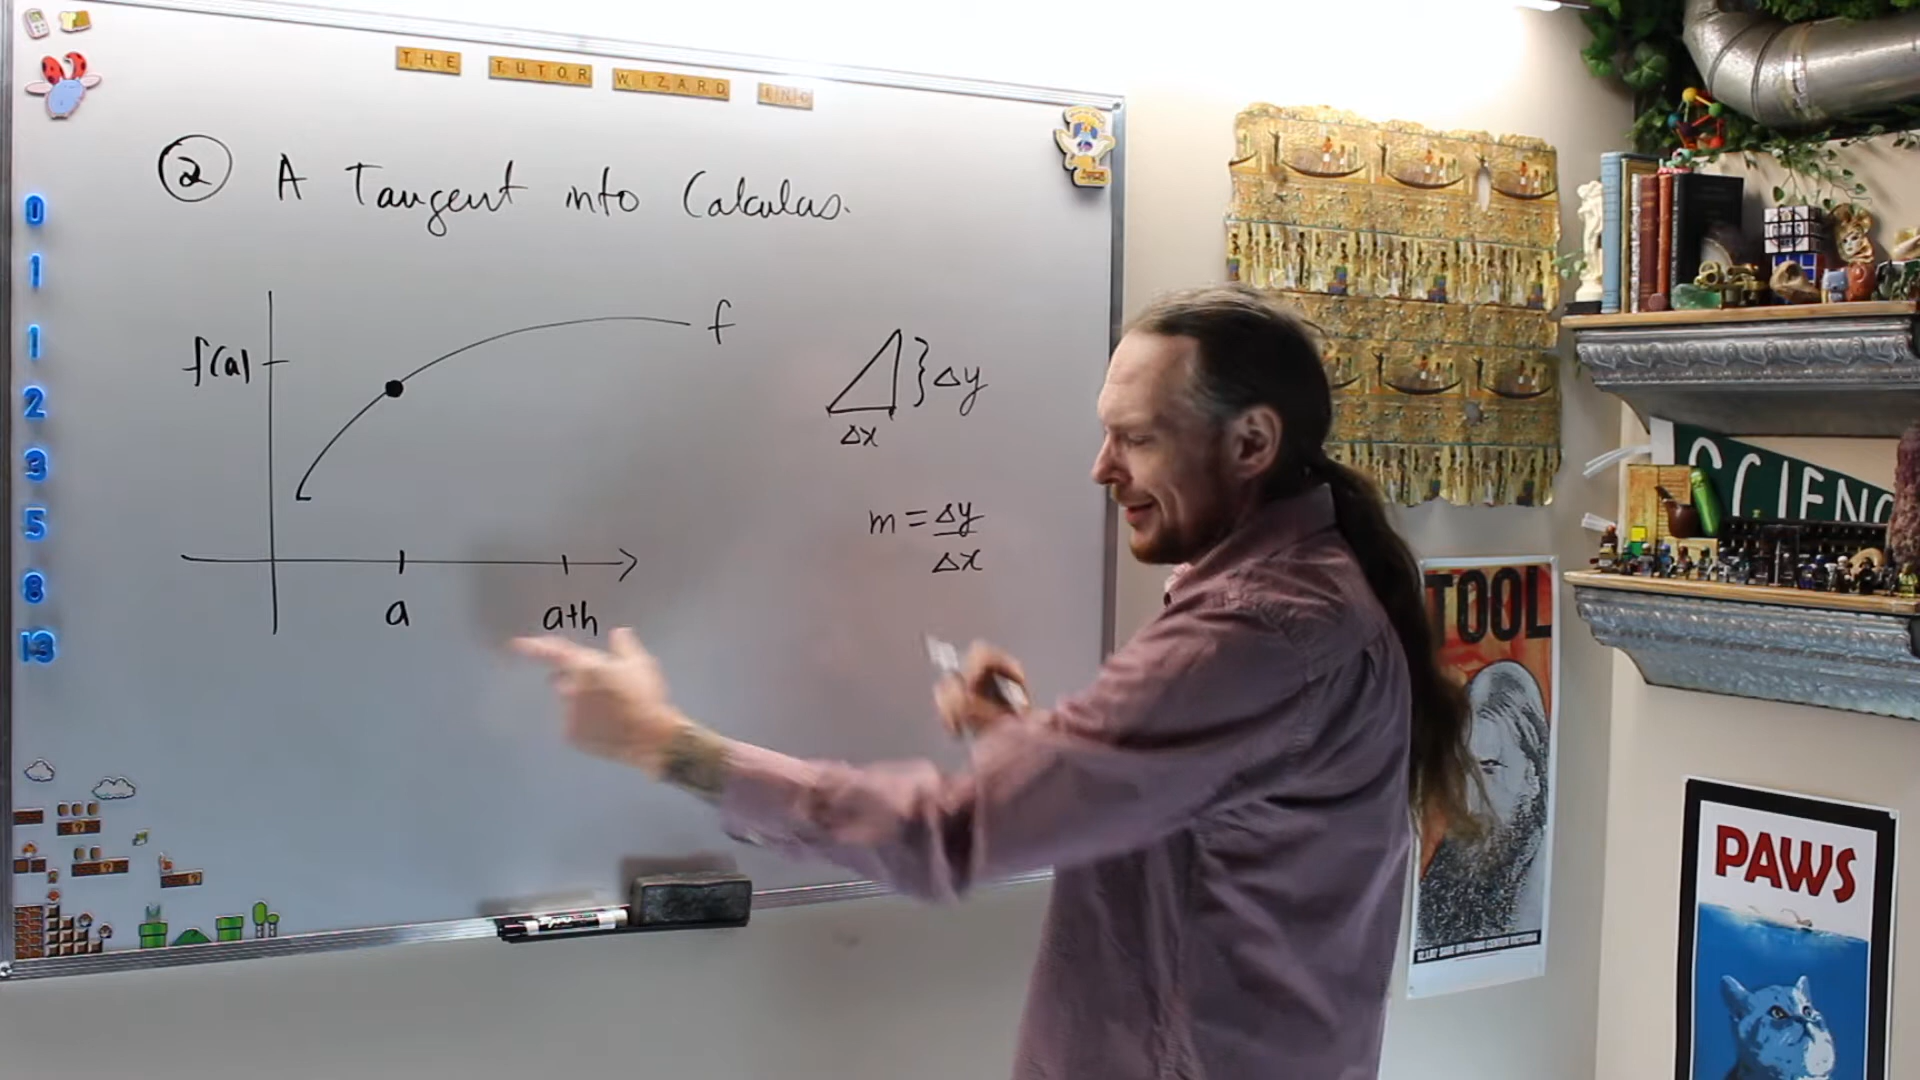 THE TUTOR WIZARD INC
② A Tangent into Calculus.
0
1
1
2
3
5
8
13
f(a)
f
a
a+h
}Δy
Δx
m = Δy
Δx
SCIENC
TOOL
PAWS